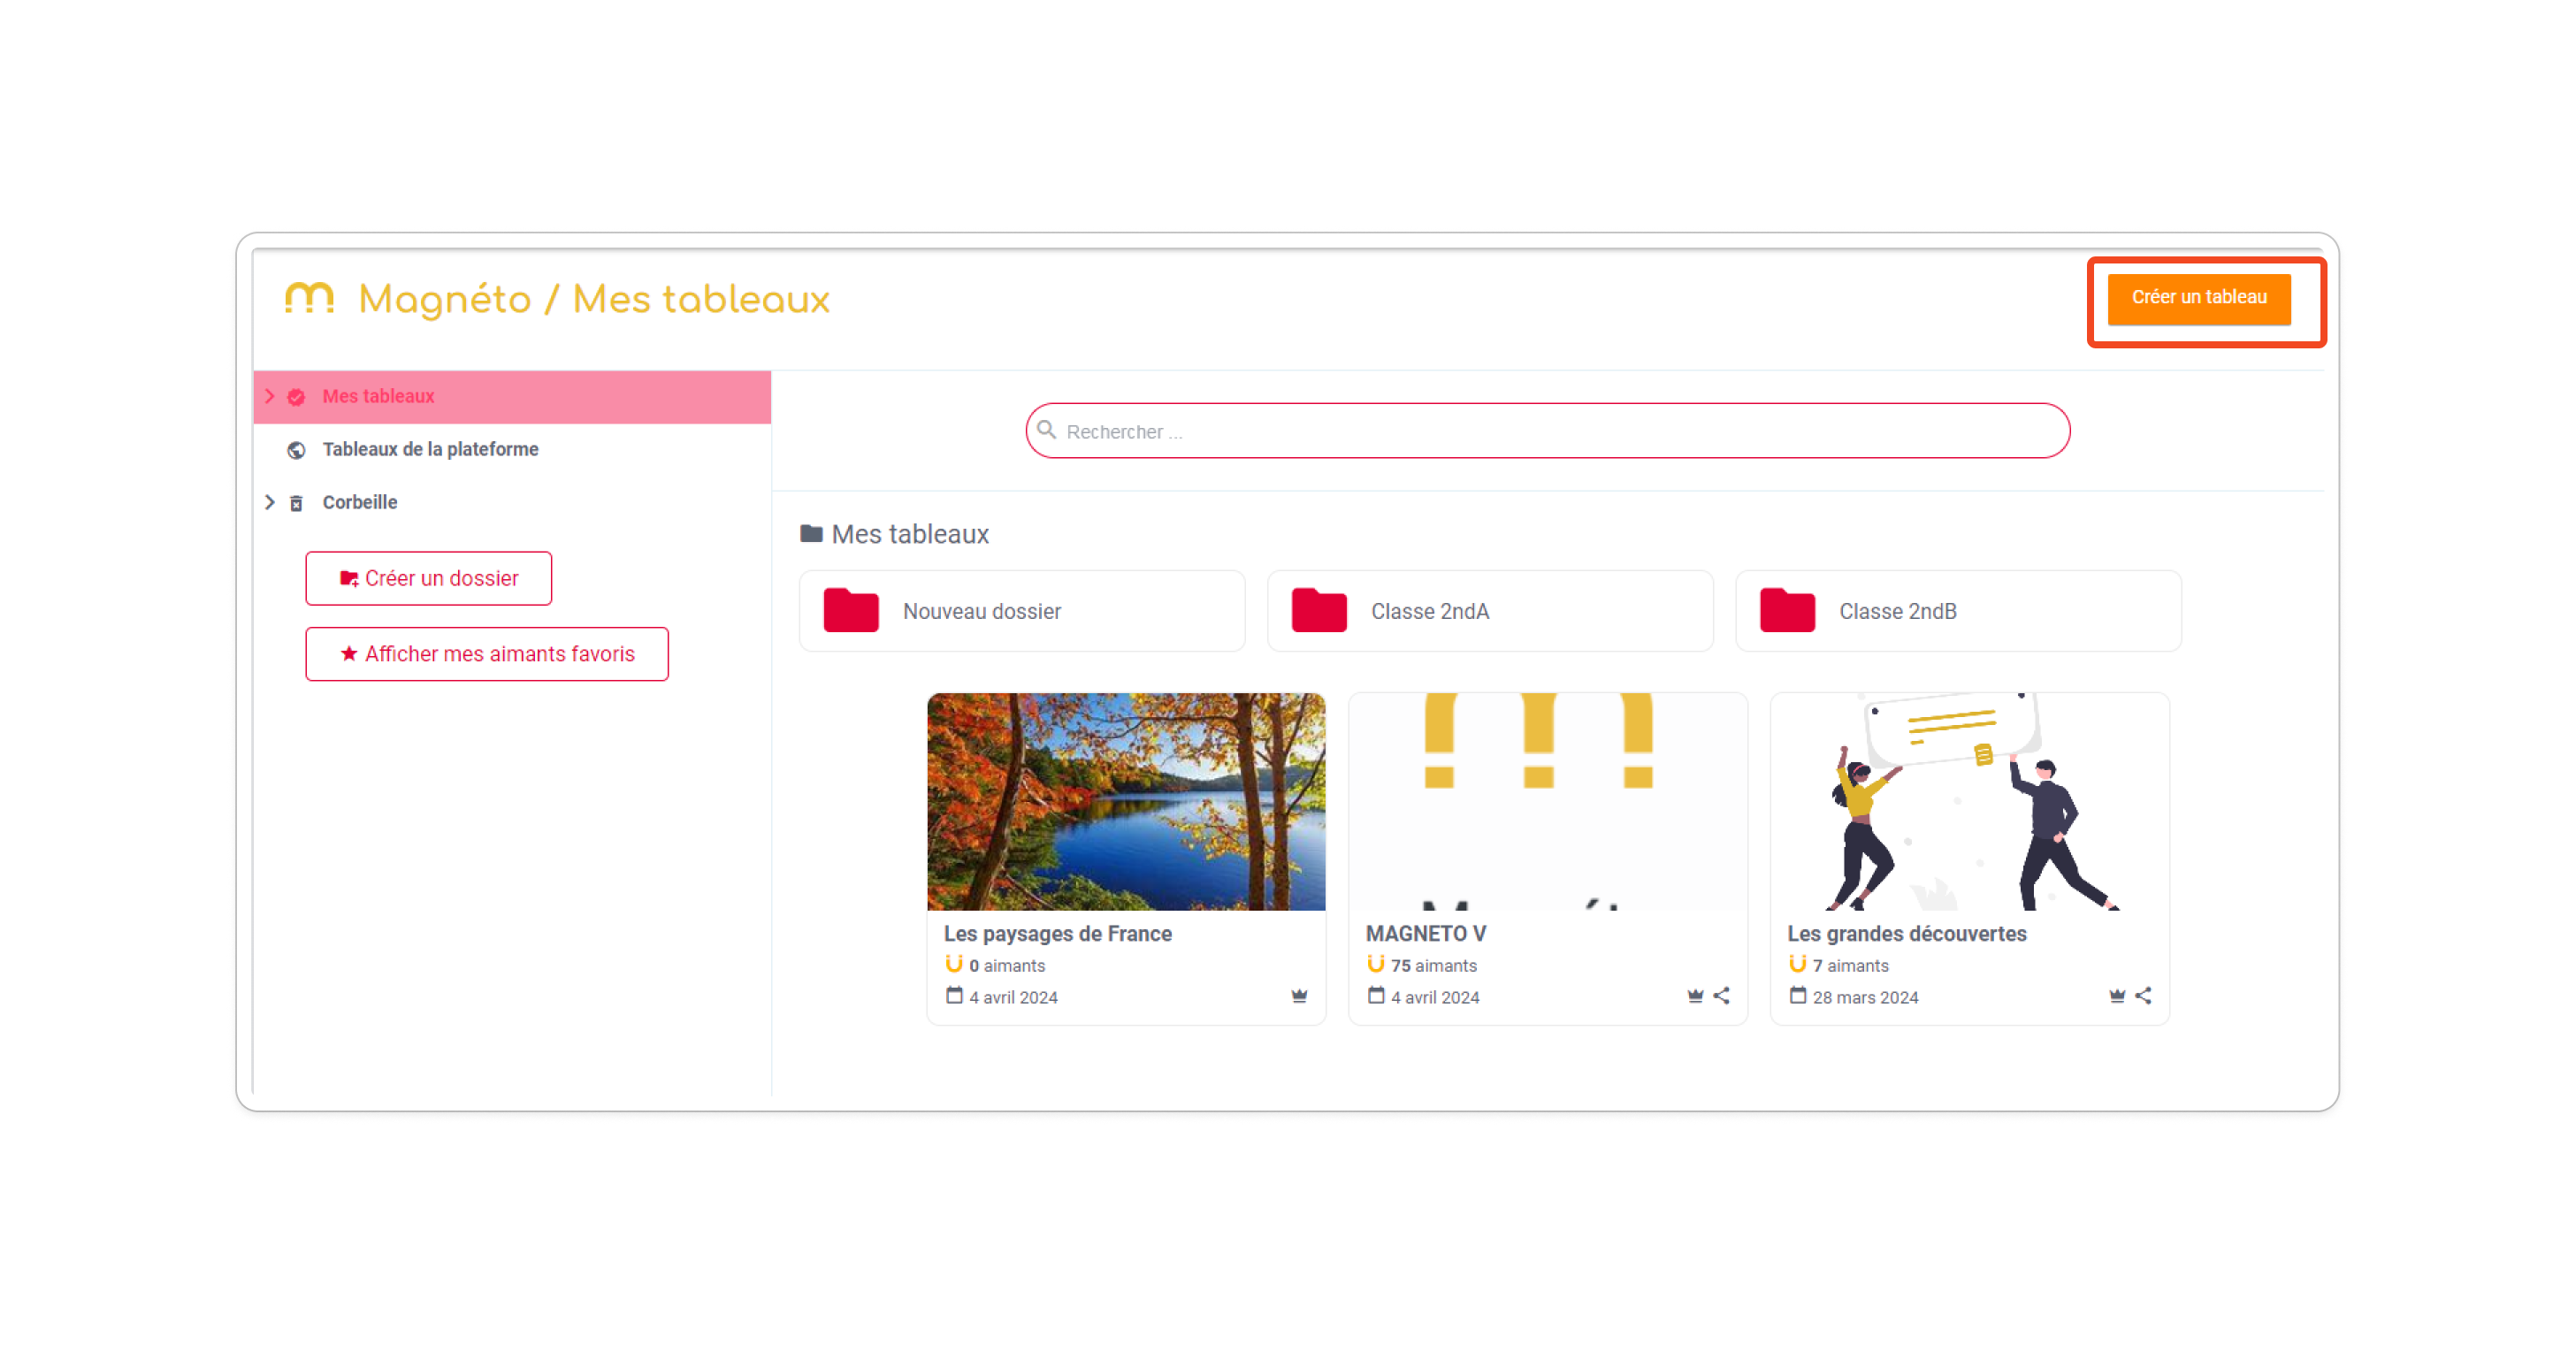 Magnéto / Mes tableaux
Créer un tableau
Mes tableaux
Tableaux de la plateforme
Corbeille
Créer un dossier
Afficher mes aimants favoris
Rechercher ...
Mes tableaux
Nouveau dossier
Classe 2ndA
Classe 2ndB
Les paysages de France
0 aimants
4 avril 2024
MAGNETO V
75 aimants
4 avril 2024
Les grandes découvertes
7 aimants
28 mars 2024